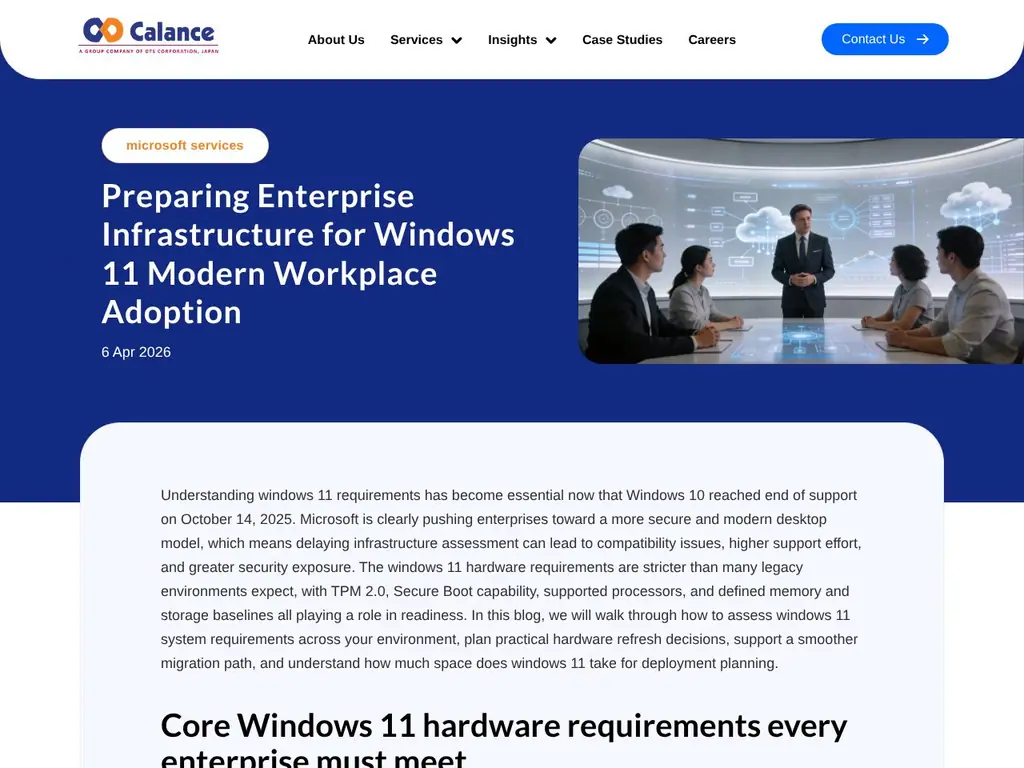 Calance
A GROUP COMPANY OF OTS CORPORATION, JAPAN
About Us
Services
Insights
Case Studies
Careers
Contact Us
microsoft services
Preparing Enterprise
Infrastructure for Windows
11 Modern Workplace
Adoption
6 Apr 2026
Understanding windows 11 requirements has become essential now that Windows 10 reached end of support
on October 14, 2025. Microsoft is clearly pushing enterprises toward a more secure and modern desktop
model, which means delaying infrastructure assessment can lead to compatibility issues, higher support effort,
and greater security exposure. The windows 11 hardware requirements are stricter than many legacy
environments expect, with TPM 2.0, Secure Boot capability, supported processors, and defined memory and
storage baselines all playing a role in readiness. In this blog, we will walk through how to assess windows 11
system requirements across your environment, plan practical hardware refresh decisions, support a smoother
migration path, and understand how much space does windows 11 take for deployment planning.
Core Windows 11 hardware requirements every
enterprise must meet